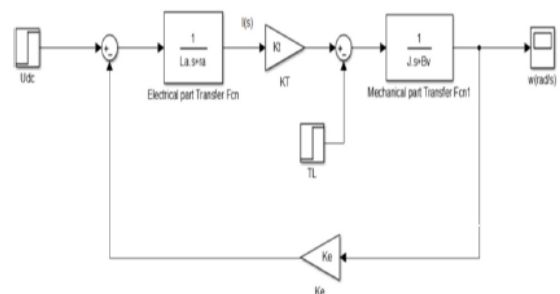 I(s)
1
La.s+ra
Kt
1
J.s+Bv
Udc
Electrical part Transfer Fcn
KT
Mechanical part Transfer Fcn1
w(rad/s)
TL
Ke
Ke